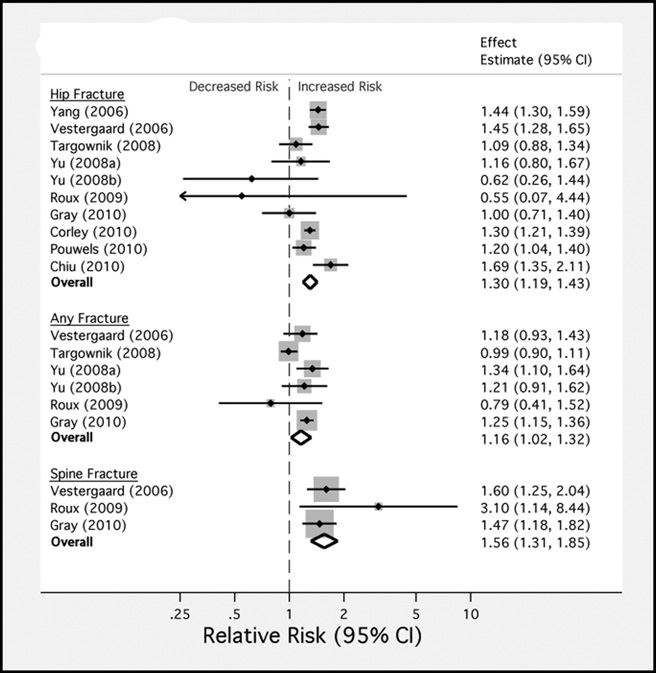 Effect
Estimate (95% CI)
Decreased Risk Increased Risk
Hip Fracture
Yang (2006) 1.44 (1.30, 1.59)
Vestergaard (2006) 1.45 (1.28, 1.65)
Targownik (2008) 1.09 (0.88, 1.34)
Yu (2008a) 1.16 (0.80, 1.67)
Yu (2008b) 0.62 (0.26, 1.44)
Roux (2009) 0.55 (0.07, 4.44)
Gray (2010) 1.00 (0.71, 1.40)
Corley (2010) 1.30 (1.21, 1.39)
Pouwels (2010) 1.20 (1.04, 1.40)
Chiu (2010) 1.69 (1.35, 2.11)
Overall 1.30 (1.19, 1.43)
Any Fracture
Vestergaard (2006) 1.18 (0.93, 1.43)
Targownik (2008) 0.99 (0.90, 1.11)
Yu (2008a) 1.34 (1.10, 1.64)
Yu (2008b) 1.21 (0.91, 1.62)
Roux (2009) 0.79 (0.41, 1.52)
Gray (2010) 1.25 (1.15, 1.36)
Overall 1.16 (1.02, 1.32)
Spine Fracture
Vestergaard (2006) 1.60 (1.25, 2.04)
Roux (2009) 3.10 (1.14, 8.44)
Gray (2010) 1.47 (1.18, 1.82)
Overall 1.56 (1.31, 1.85)
.25 .5 1 2 5 10
Relative Risk (95% CI)